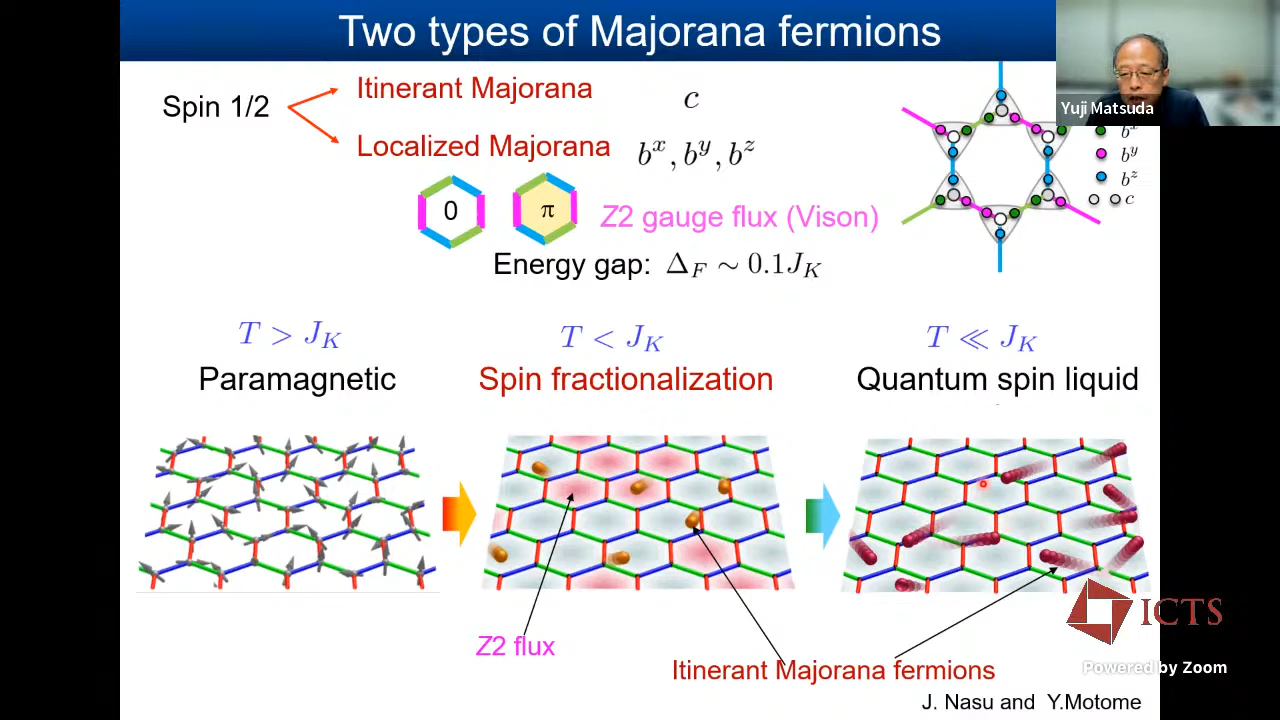 Two types of Majorana fermions
Yuji Matsuda
Spin 1/2
Itinerant Majorana
c
Localized Majorana
b^x, b^y, b^z
b^x
b^y
b^z
c
0
π
Z2 gauge flux (Vison)
Energy gap: Δ_F ∼ 0.1J_K
T > J_K
T < J_K
T ≪ J_K
Paramagnetic
Spin fractionalization
Quantum spin liquid
Z2 flux
Itinerant Majorana fermions
ICTS
Powered by Zoom
J. Nasu and Y.Motome